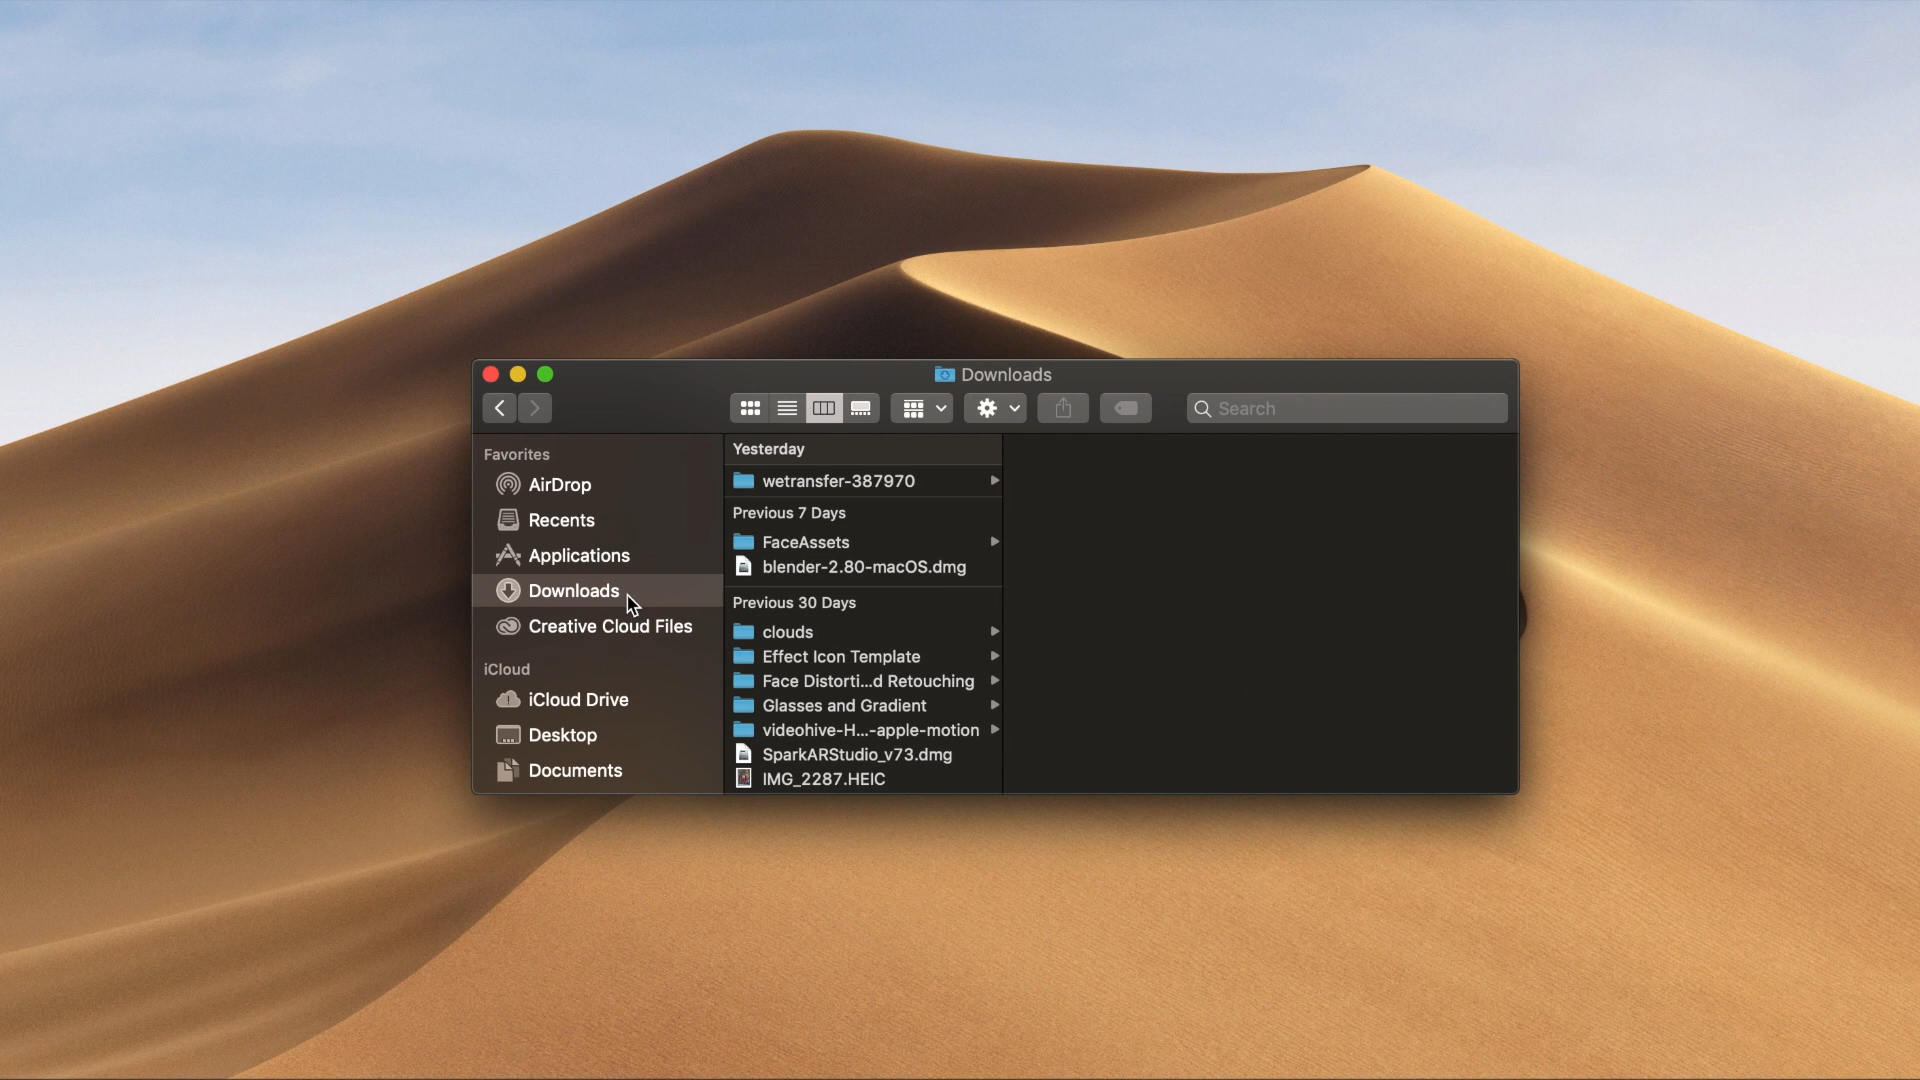 Downloads
Search
Favorites
AirDrop
Recents
Applications
Downloads
Creative Cloud Files
iCloud
iCloud Drive
Desktop
Documents
Yesterday
wetransfer-387970
Previous 7 Days
FaceAssets
blender-2.80-macOS.dmg
Previous 30 Days
clouds
Effect Icon Template
Face Distorti...d Retouching
Glasses and Gradient
videohive-H...-apple-motion
SparkARStudio_v73.dmg
IMG_2287.HEIC